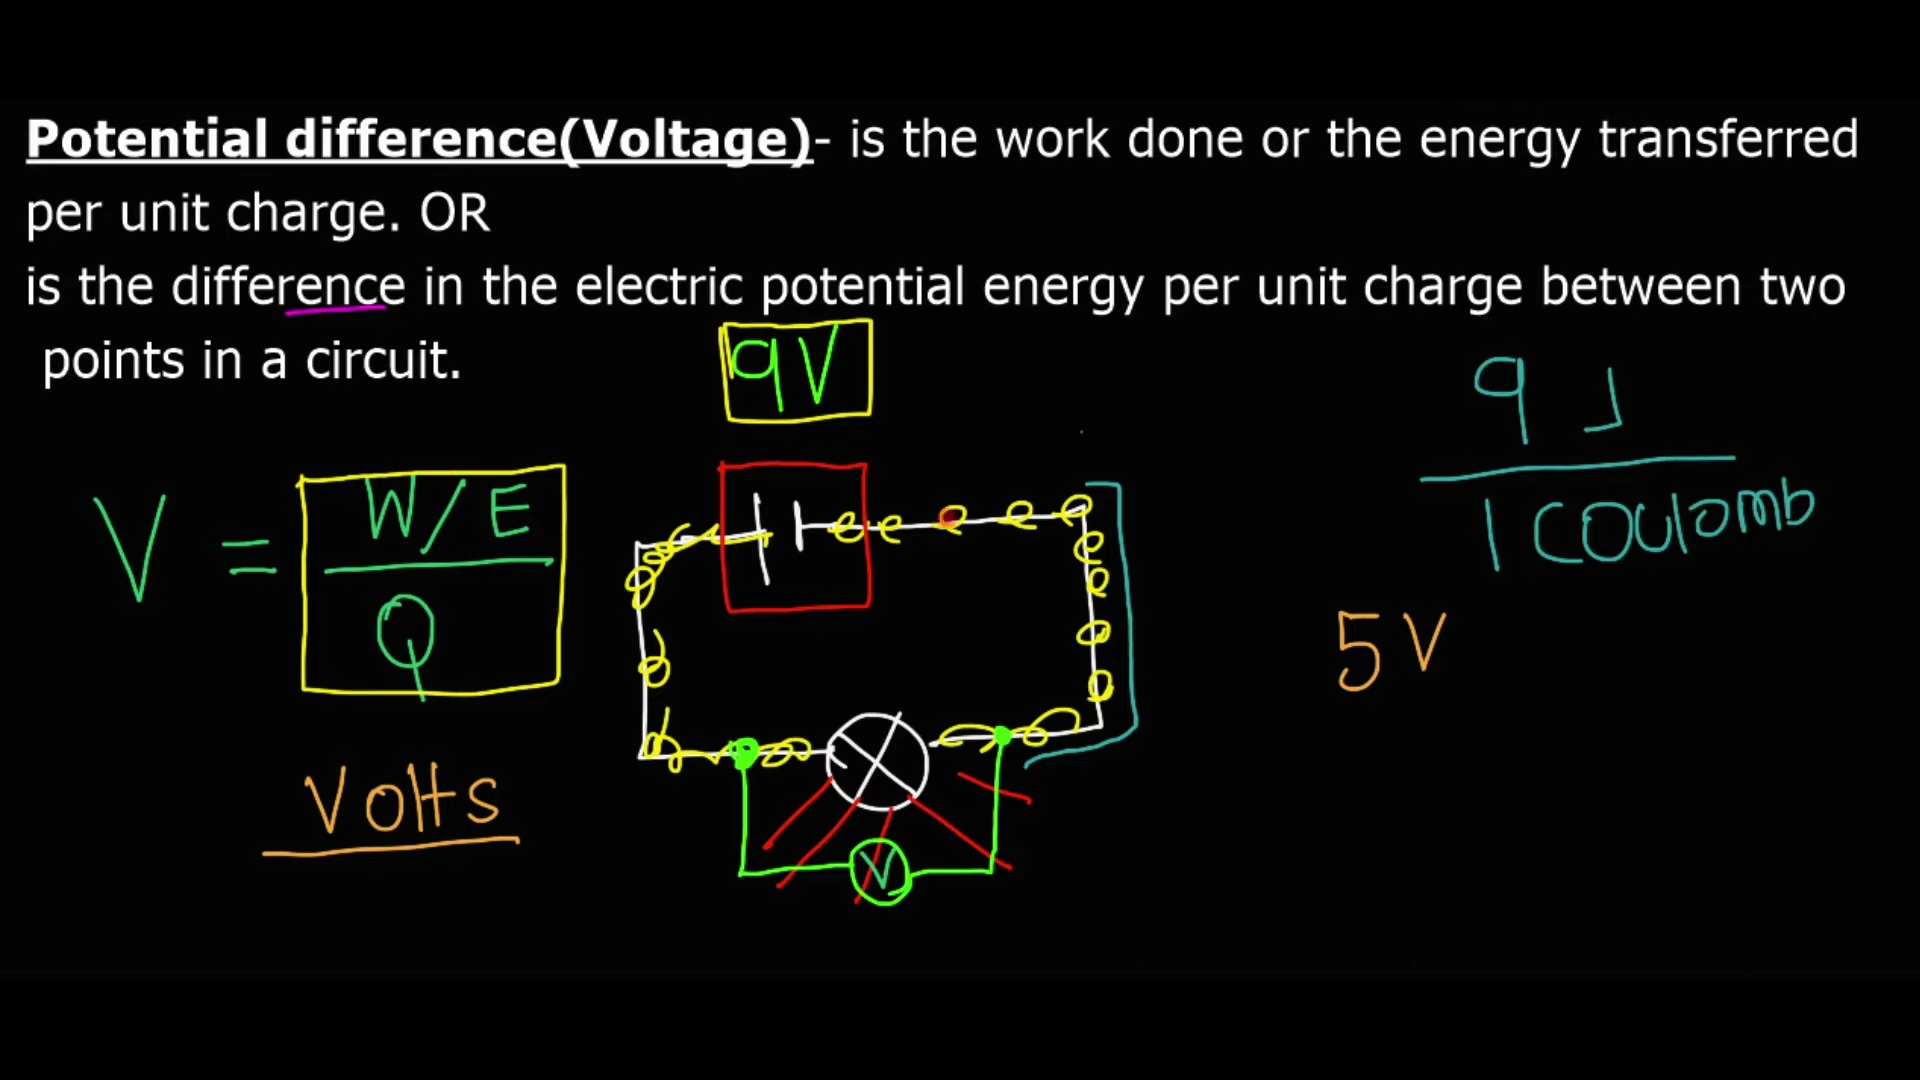 Potential difference(Voltage)- is the work done or the energy transferred
per unit charge. OR
is the difference in the electric potential energy per unit charge between two
points in a circuit.
9V
9 J
1 Coulomb
V = W/E
Q
5V
Volts
V